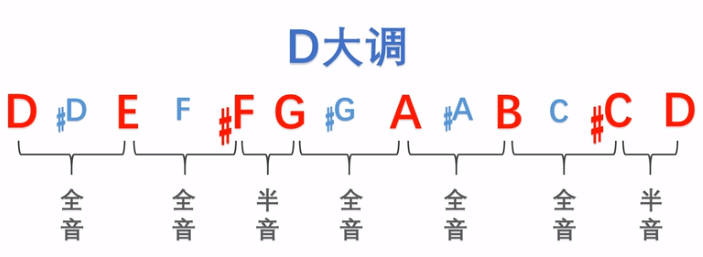 D大调
D #D E F #F G #G A #A B C #C D
全音 全音 半音 全音 全音 全音 半音